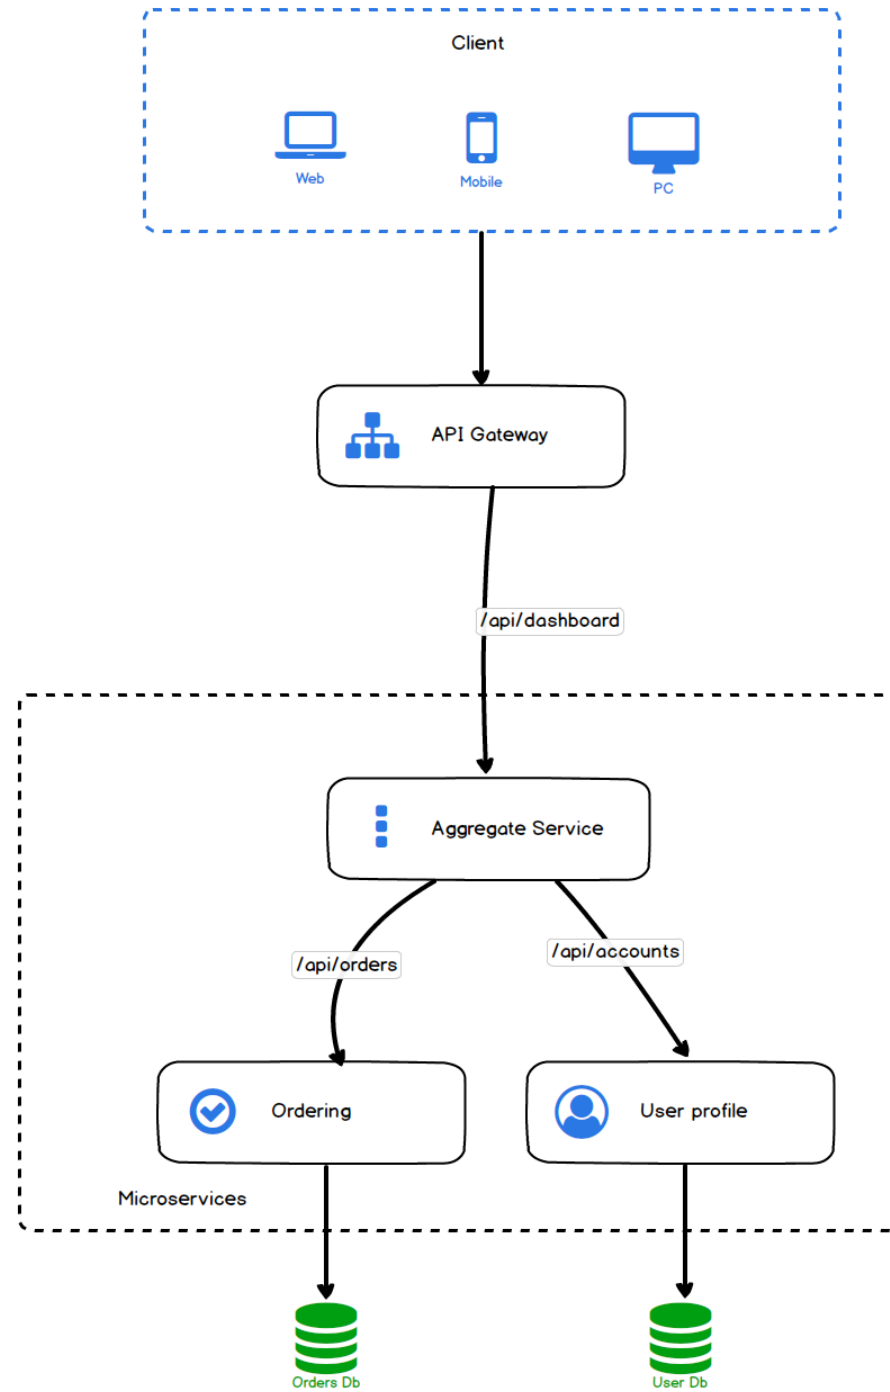 Client
Web
Mobile
PC
API Gateway
/api/dashboard
Aggregate Service
/api/orders
/api/accounts
Ordering
User profile
Microservices
Orders Db
User Db